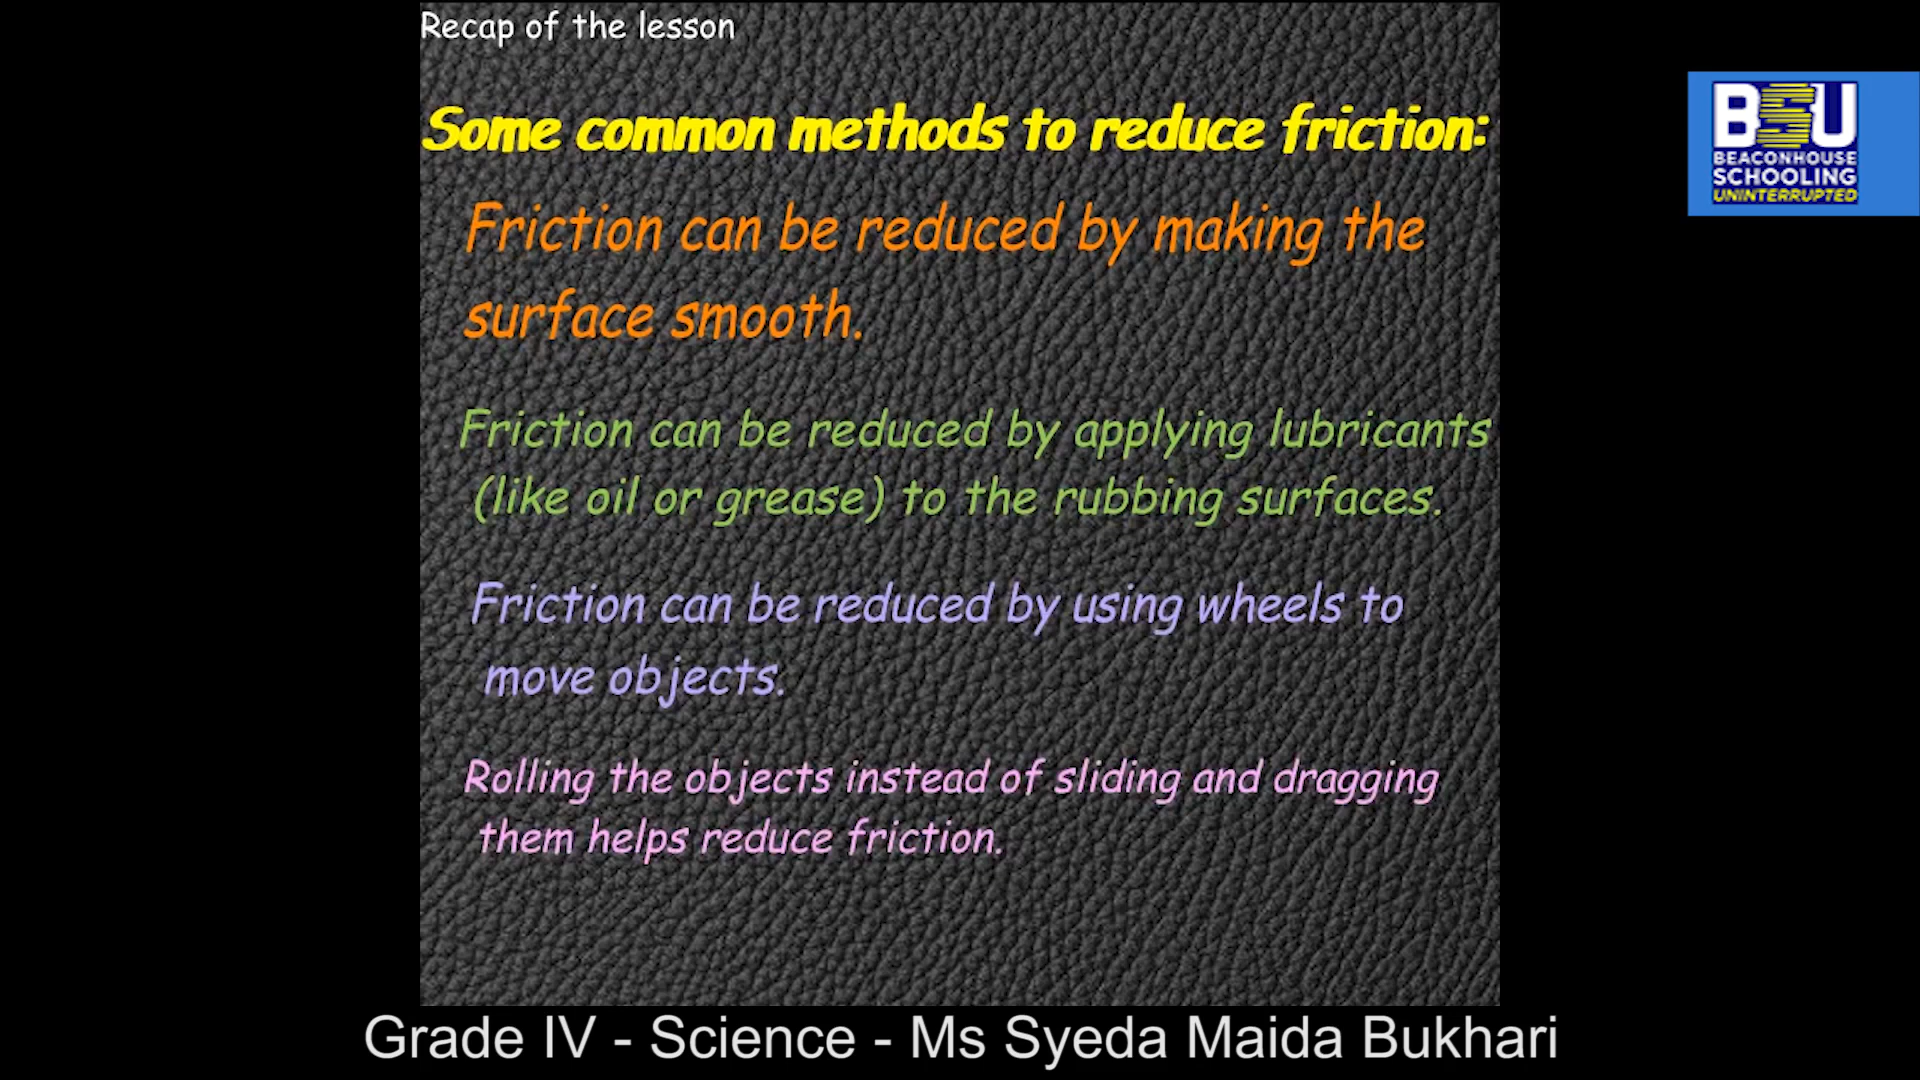 Recap of the lesson
Some common methods to reduce friction:
Friction can be reduced by making the
surface smooth.
Friction can be reduced by applying lubricants
(like oil or grease) to the rubbing surfaces.
Friction can be reduced by using wheels to
move objects.
Rolling the objects instead of sliding and dragging
them helps reduce friction.
BSU
BEACONHOUSE
SCHOOLING
UNINTERRUPTED
Grade IV - Science - Ms Syeda Maida Bukhari